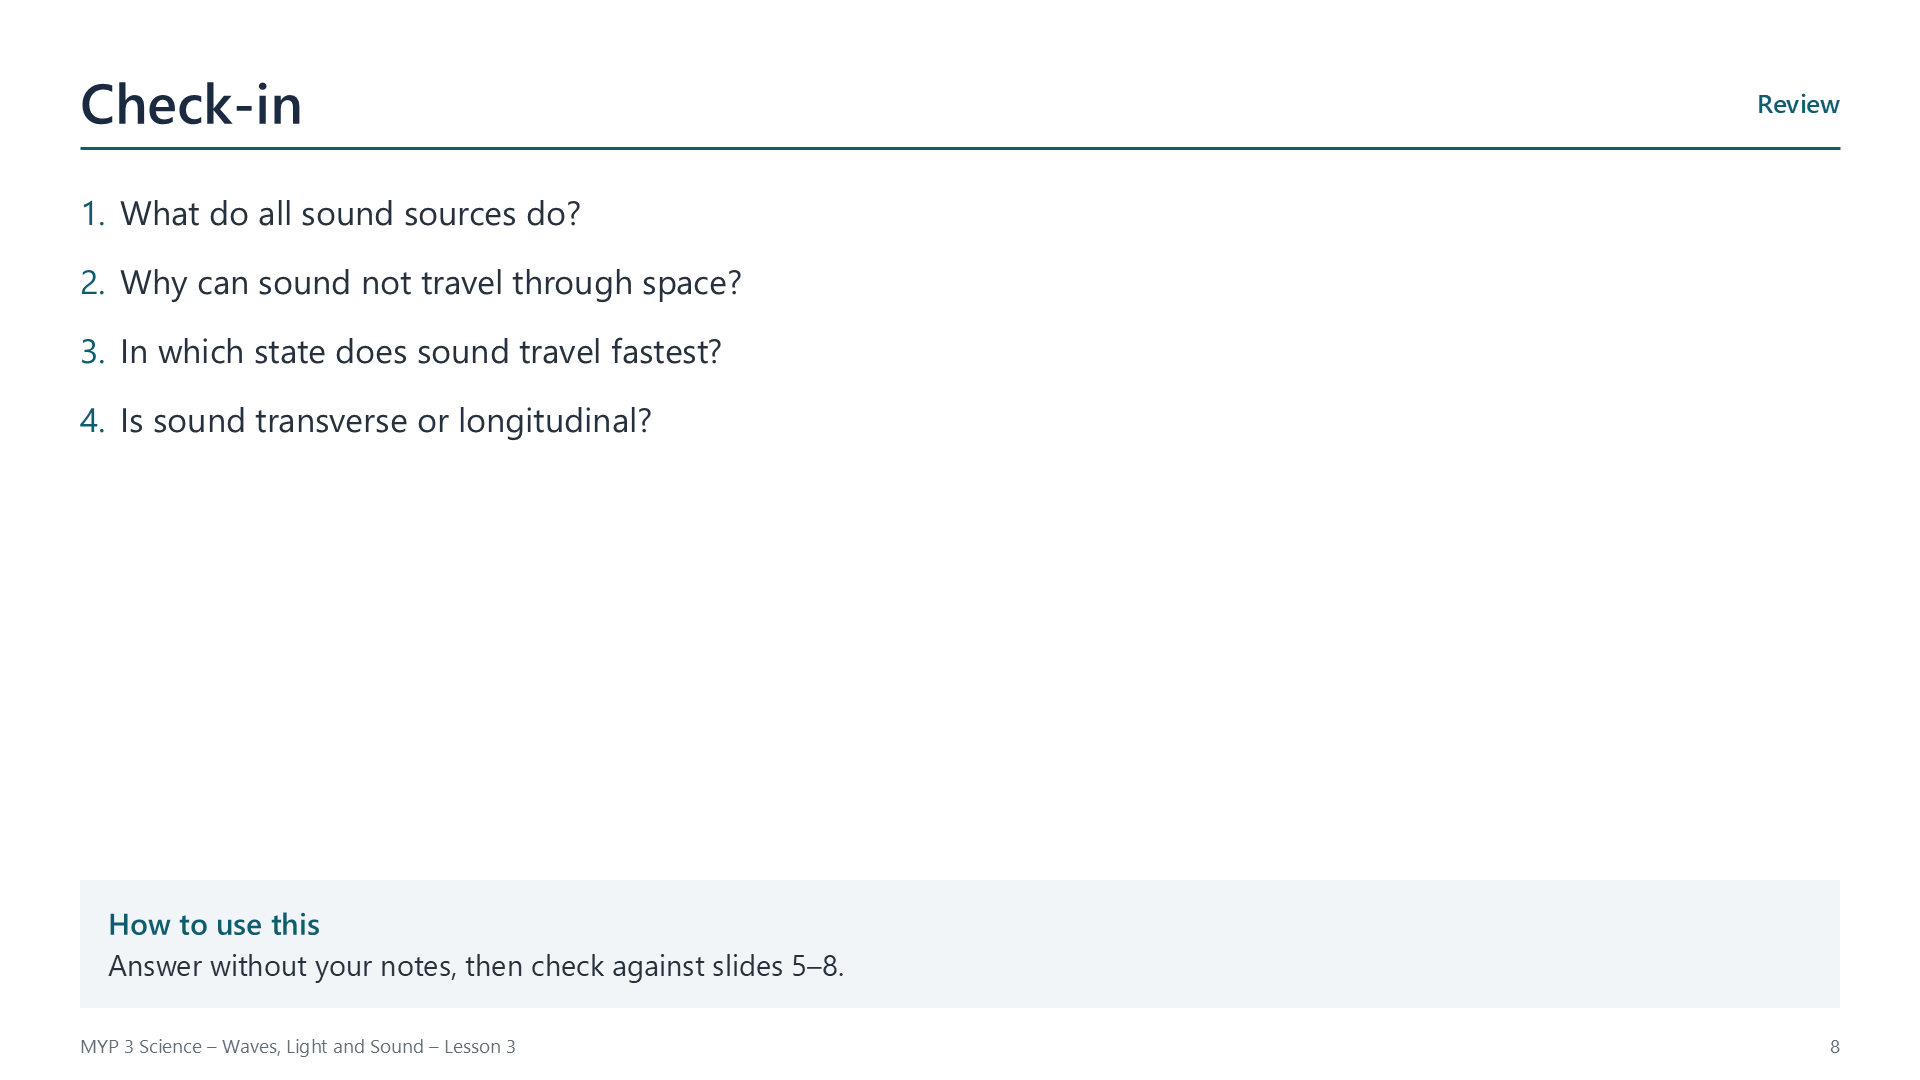 Check-in
Review
1. What do all sound sources do?
2. Why can sound not travel through space?
3. In which state does sound travel fastest?
4. Is sound transverse or longitudinal?
How to use this
Answer without your notes, then check against slides 5–8.
MYP 3 Science – Waves, Light and Sound – Lesson 3
8